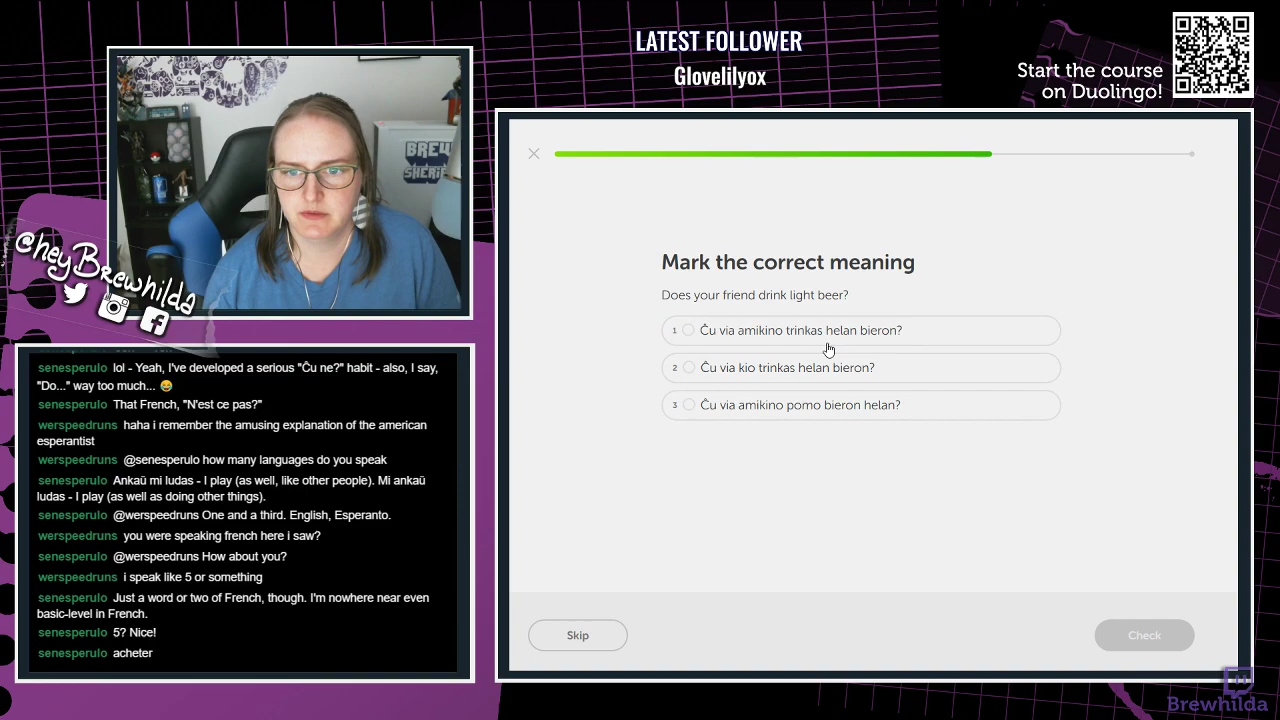 LATEST FOLLOWER
Glovelilyox
Start the course
on Duolingo!
BREW
SHERIF
@heyBrewhilda
senesperulo lol - Yeah, I've developed a serious "Ĉu ne?" habit - also, I say,
"Do..." way too much... 😂
senesperulo That French, "N'est ce pas?"
werspeedruns haha i remember the amusing explanation of the american
esperantist
werspeedruns @senesperulo how many languages do you speak
senesperulo Ankaŭ mi ludas - I play (as well, like other people). Mi ankaŭ
ludas - I play (as well as doing other things).
senesperulo @werspeedruns One and a third. English, Esperanto.
werspeedruns you were speaking french here i saw?
senesperulo @werspeedruns How about you?
werspeedruns i speak like 5 or something
senesperulo Just a word or two of French, though. I'm nowhere near even
basic-level in French.
senesperulo 5? Nice!
senesperulo acheter
Mark the correct meaning
Does your friend drink light beer?
1 Ĉu via amikino trinkas helan bieron?
2 Ĉu via kio trinkas helan bieron?
3 Ĉu via amikino pomo bieron helan?
Skip
Check
Brewhilda